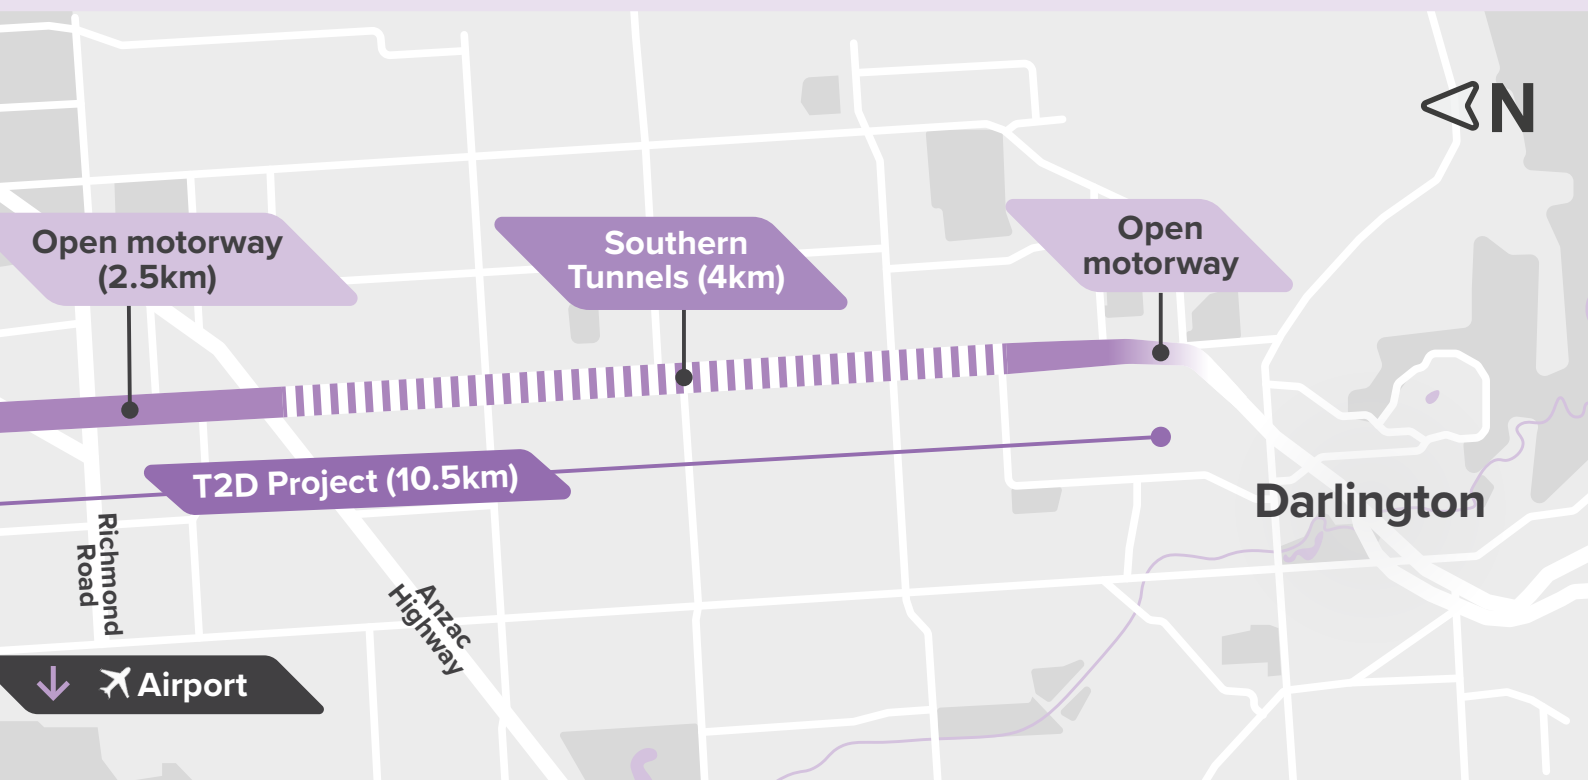 N
Open motorway
(2.5km)
Southern
Tunnels (4km)
Open
motorway
T2D Project (10.5km)
Darlington
Richmond
Road
Anzac
Highway
Airport